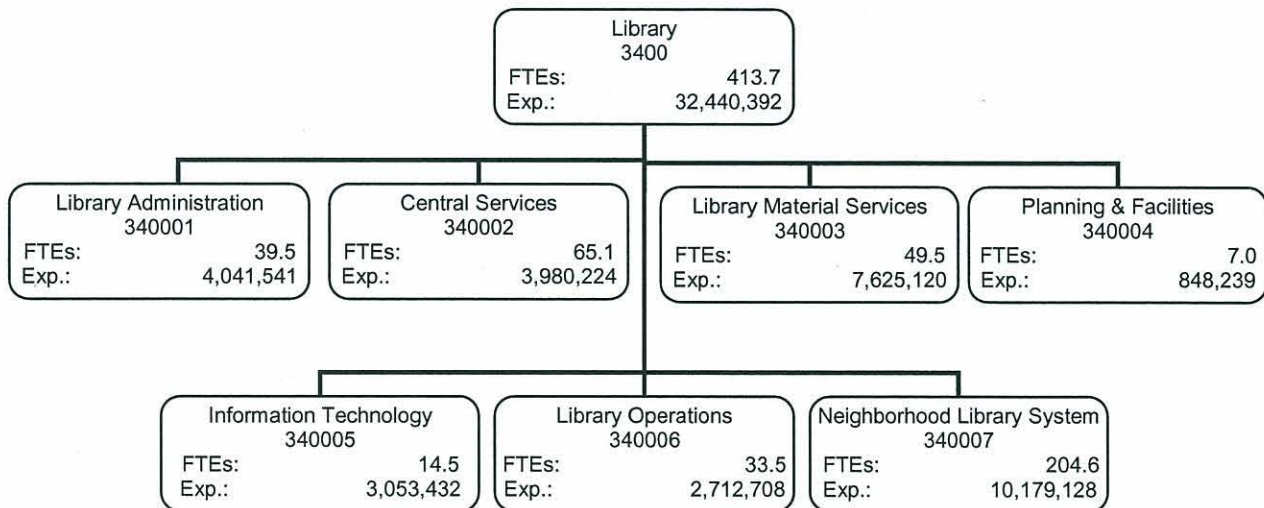 Library
3400
FTEs: 413.7
Exp.: 32,440,392
Library Administration
340001
FTEs: 39.5
Exp.: 4,041,541
Central Services
340002
FTEs: 65.1
Exp.: 3,980,224
Library Material Services
340003
FTEs: 49.5
Exp.: 7,625,120
Planning & Facilities
340004
FTEs: 7.0
Exp.: 848,239
Information Technology
340005
FTEs: 14.5
Exp.: 3,053,432
Library Operations
340006
FTEs: 33.5
Exp.: 2,712,708
Neighborhood Library System
340007
FTEs: 204.6
Exp.: 10,179,128